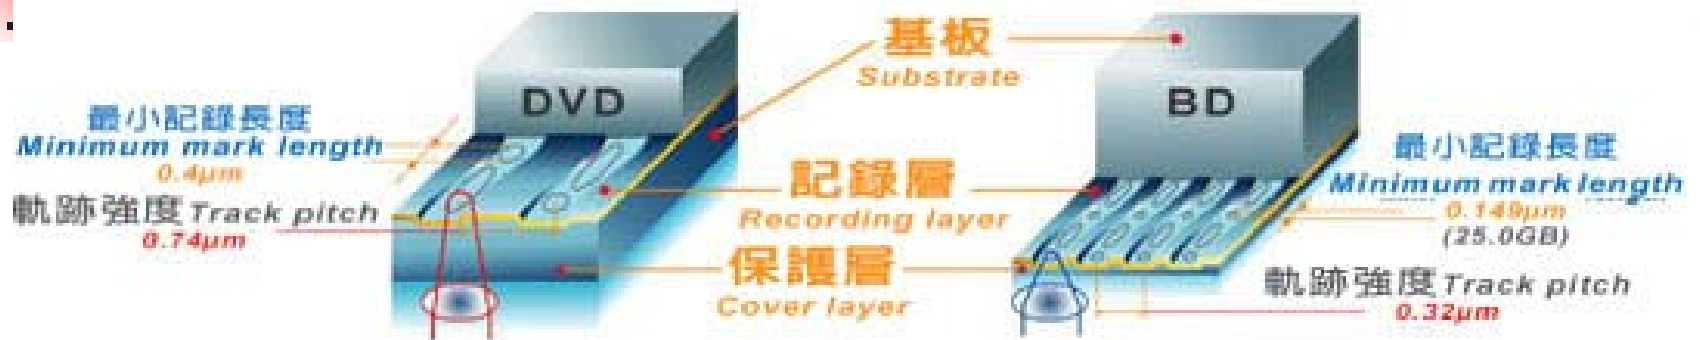 基板
Substrate
DVD
BD
最小記錄長度
Minimum mark length
0.4μm
軌跡強度 Track pitch
0.74μm
記錄層
Recording layer
保護層
Cover layer
最小記錄長度
Minimum mark length
0.149μm
(25.0GB)
軌跡強度 Track pitch
0.32μm